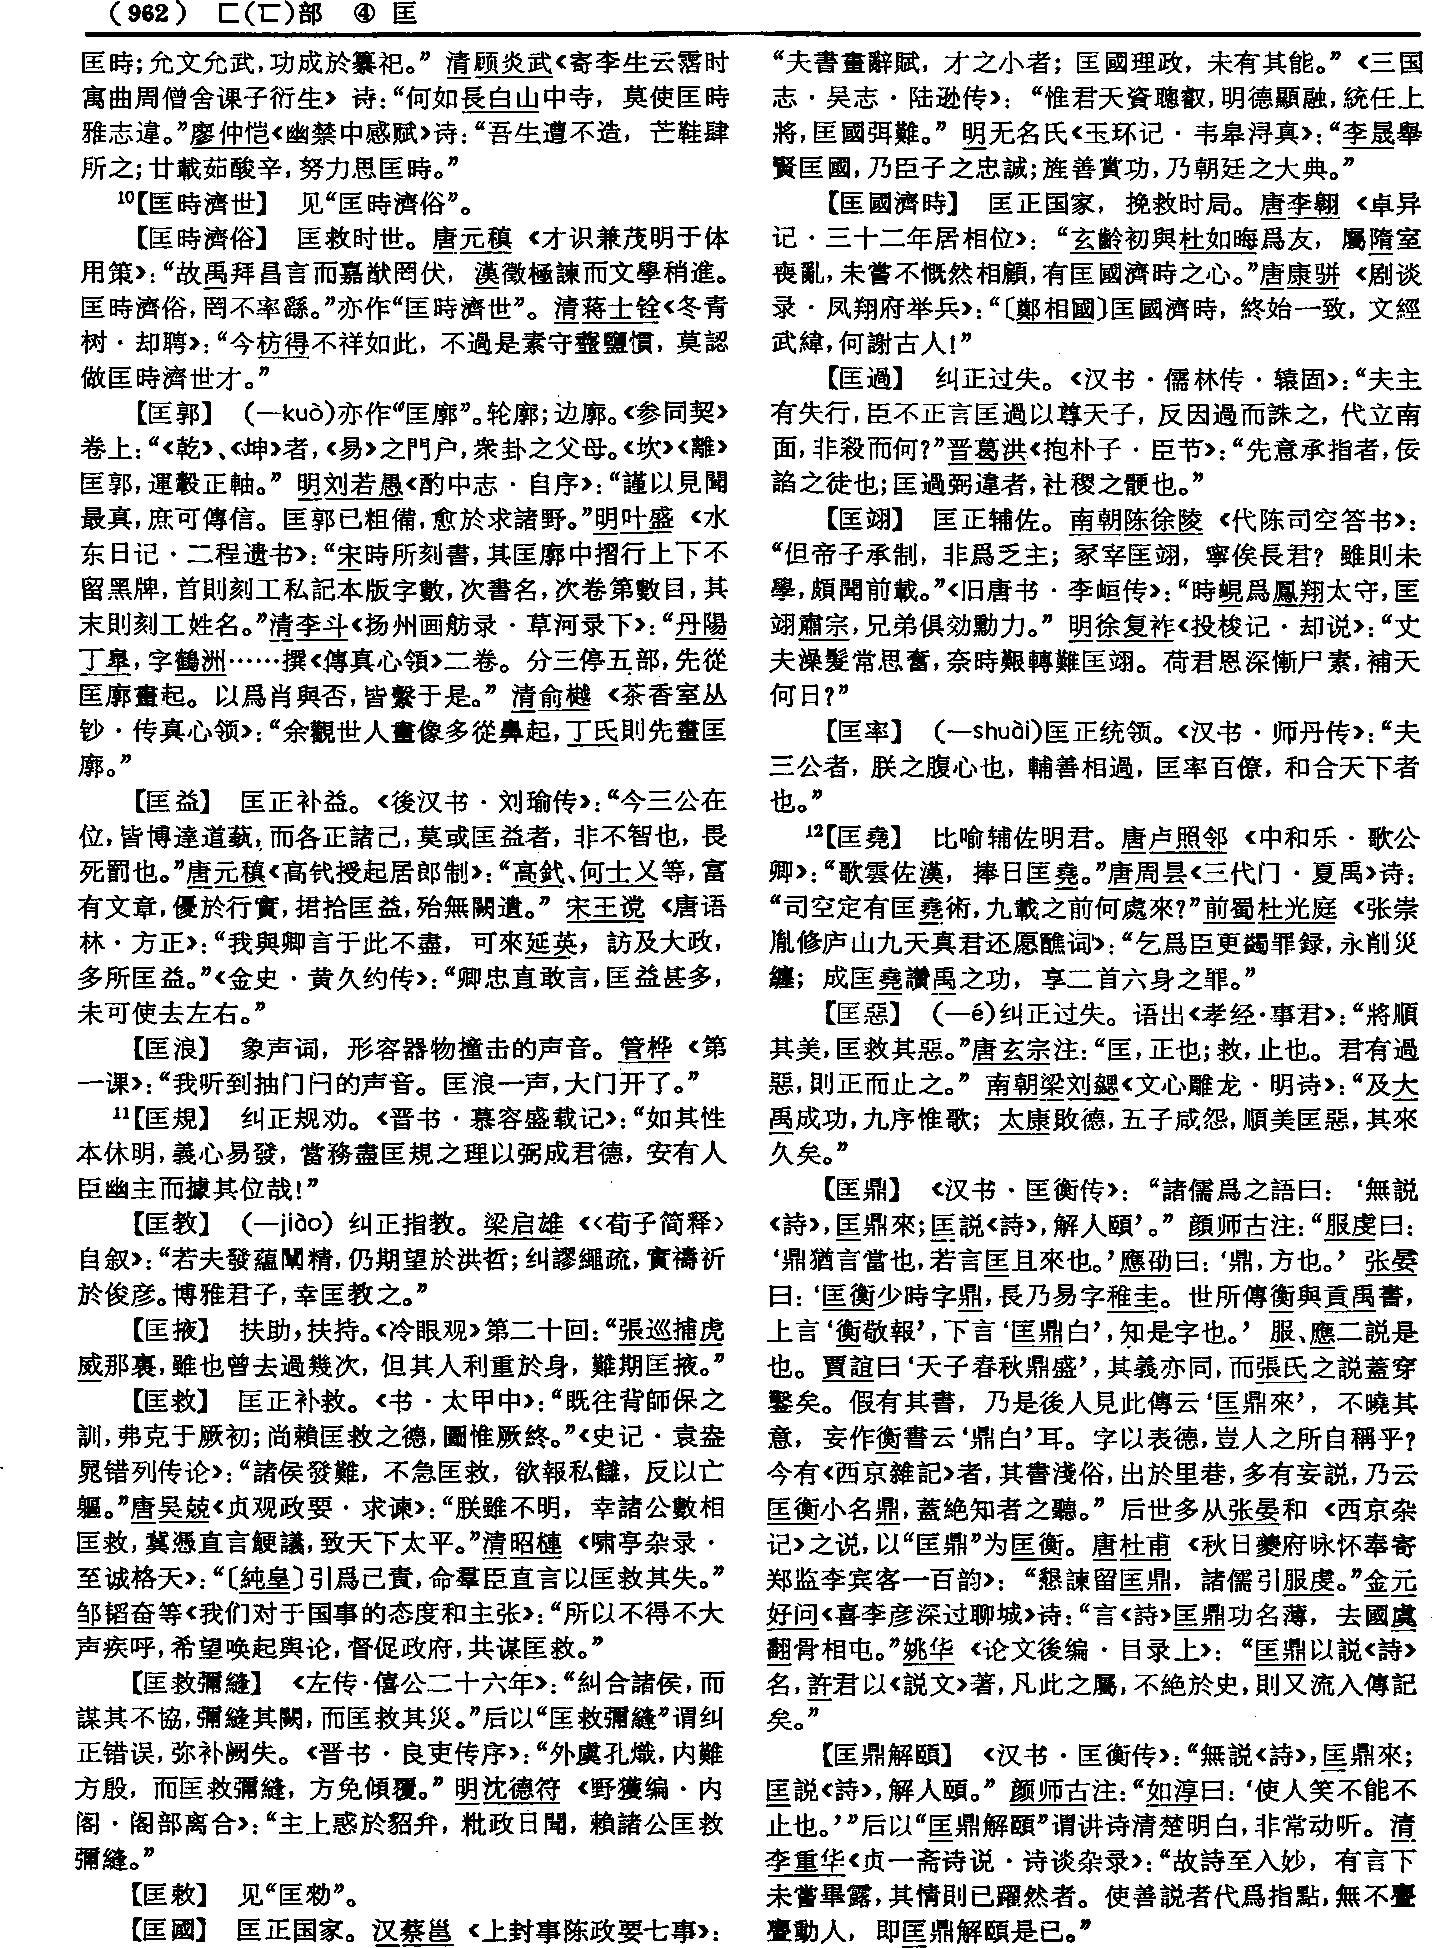 （962） 匚(匸)部 ④ 匡
匡時；允文允武，功成於纂祀。” 清顾炎武《寄李生云霑时
寓曲周僧舍课子衍生》 诗：“何如長白山中寺， 莫使匡時
雅志違。”廖仲恺《幽禁中感赋》诗：“吾生遭不造， 芒鞋肆
所之；廿載茹酸辛，努力思匡時。”
10【匡時濟世】 见“匡時濟俗”。
【匡時濟俗】 匡救时世。唐元稹 《才识兼茂明于体
用策》：“故禹拜昌言而嘉猷罔伏， 漢徵極諫而文學稍進。
匡時濟俗，罔不率繇。”亦作“匡時濟世”。清蒋士铨《冬青
树·却聘》：“今枋得不祥如此， 不過是素守虀鹽慣，莫認
做匡時濟世才。”
【匡郭】 （一kuò）亦作“匡廓”。轮廓；边廓。《参同契》
卷上：“《乾》、《坤》者，《易》之門户，衆卦之父母。《坎》《離》
匡郭，運轂正軸。” 明刘若愚《酌中志·自序》：“謹以見聞
最真，庶可傳信。匡郭已粗備，愈於求諸野。”明叶盛 《水
东日记·二程遗书》：“宋時所刻書，其匡廓中摺行上下不
留黑牌，首則刻工私記本版字數，次書名，次卷第數目，其
末則刻工姓名。”清李斗《扬州画舫录·草河录下》：“丹陽
丁皋，字鶴洲……撰《傳真心領》二卷。分三停五部，先從
匡廓畫起。以爲肖與否，皆繫于是。” 清俞樾 《茶香室丛
钞·传真心领》：“余觀世人畫像多從鼻起，丁氏則先畫匡
廓。”
【匡益】 匡正补益。《後汉书·刘瑜传》：“今三公在
位，皆博達道蓺，而各正諸己，莫或匡益者，非不智也，畏
死罰也。”唐元稹《高钅弋授起居郎制》：“高釴、何士乂等，富
有文章，優於行實，捃拾匡益，殆無闕遺。” 宋王谠 《唐语
林·方正》：“我與卿言于此不盡， 可來延英，訪及大政，
多所匡益。”《金史·黄久约传》：“卿忠直敢言，匡益甚多，
未可使去左右。”
【匡浪】 象声词，形容器物撞击的声音。管桦 《第
一课》：“我听到抽门闩的声音。匡浪一声，大门开了。”
11【匡規】 纠正规劝。《晋书·慕容盛载记》：“如其性
本休明，義心易發，當務盡匡規之理以弼成君德，安有人
臣幽主而據其位哉！”
【匡教】 （一jiào） 纠正指教。梁启雄 《〈荀子简释〉
自叙》：“若夫發蘊闡精，仍期望於洪哲；纠謬繩疏，實禱祈
於俊彦。博雅君子，幸匡教之。”
【匡掖】 扶助，扶持。《冷眼观》第二十回：“張巡捕虎
威那裏，雖也曾去過幾次，但其人利重於身，難期匡掖。”
【匡救】 匡正补救。《书·太甲中》：“既往背師保之
訓，弗克于厥初；尚賴匡救之德，圖惟厥終。”《史记·袁盎
晁错列传论》：“諸侯發難，不急匡救，欲報私讎，反以亡
軀。”唐吴兢《贞观政要·求谏》：“朕雖不明， 幸諸公數相
匡救，冀憑直言鯁議，致天下太平。”清昭槤 《啸亭杂录·
至诚格天》：“〔純皇〕引爲己責，命羣臣直言以匡救其失。”
邹韬奋等《我们对于国事的态度和主张》：“所以不得不大
声疾呼，希望唤起舆论，督促政府，共谋匡救。”
【匡救彌縫】 《左传·僖公二十六年》：“糾合諸侯，而
謀其不協，彌縫其闕，而匡救其災。”后以“匡救彌縫”谓纠
正错误，弥补阙失。《晋书·良吏传序》：“外虞孔熾，内難
方殷， 而匡救彌縫，方免傾覆。” 明沈德符 《野獲编·内
阁·阁部离合》：“主上惑於貂弁，粃政日聞，賴諸公匡救
彌縫。”
【匡敕】 见“匡勑”。
【匡國】 匡正国家。汉蔡邕 《上封事陈政要七事》：
“夫書畫辭賦，才之小者；匡國理政，未有其能。”《三国
志·吴志·陆逊传》： “惟君天資聰叡，明德顯融，統任上
將，匡國弭難。” 明无名氏《玉环记·韦皋浔真》：“李晟舉
賢匡國，乃臣子之忠誠；旌善賞功，乃朝廷之大典。”
【匡國濟時】 匡正国家，挽救时局。唐李翱 《卓异
记·三十二年居相位》： “玄齡初與杜如晦爲友，屬隋室
喪亂，未嘗不慨然相顧，有匡國濟時之心。”唐康骈 《剧谈
录·凤翔府举兵》：“〔鄭相國〕匡國濟時，終始一致，文經
武緯，何謝古人！”
【匡過】 纠正过失。《汉书·儒林传·辕固》：“夫主
有失行，臣不正言匡過以尊天子，反因過而誅之，代立南
面，非殺而何？”晋葛洪《抱朴子·臣节》：“先意承指者，佞
諂之徒也；匡過弼違者，社稷之骾也。”
【匡翊】 匡正辅佐。南朝陈徐陵 《代陈司空答书》：
“但帝子承制，非爲乏主；冢宰匡翊，寧俟長君？雖則未
學，頗聞前載。”《旧唐书·李峘传》：“時峴爲鳳翔太守，匡
翊肅宗，兄弟俱効勳力。” 明徐复祚《投梭记·却说》：“丈
夫澡髮常思奮，奈時艱轉難匡翊。荷君恩深慚尸素，補天
何日？”
【匡率】 （一shuài）匡正统领。《汉书·师丹传》：“夫
三公者，朕之腹心也，輔善相過，匡率百僚，和合天下者
也。”
12【匡堯】 比喻辅佐明君。唐卢照邻 《中和乐·歌公
卿》：“歌雲佐漢，捧日匡堯。”唐周昙《三代门·夏禹》诗：
“司空定有匡堯術，九載之前何處來？”前蜀杜光庭 《张崇
胤修庐山九天真君还愿醮词》：“乞爲臣更蠲罪録，永削災
纏；成匡堯讚禹之功， 享二首六身之罪。”
【匡惡】 （一é）纠正过失。语出《孝经·事君》：“將順
其美，匡救其惡。”唐玄宗注：“匡，正也；救，止也。君有過
惡，則正而止之。” 南朝梁刘勰《文心雕龙·明诗》：“及大
禹成功，九序惟歌； 太康敗德，五子咸怨，順美匡惡，其來
久矣。”
【匡鼎】 《汉书·匡衡传》： “諸儒爲之語曰：‘無説
《詩》，匡鼎來；匡説《詩》，解人頤’。” 顔师古注：“服虔曰：
‘鼎猶言當也，若言匡且來也。’應劭曰：‘鼎，方也。’ 张晏
曰：‘匡衡少時字鼎，長乃易字稚圭。世所傳衡與貢禹書，
上言‘衡敬報’，下言‘匡鼎白’，知是字也。’ 服、應二説是
也。賈誼曰‘天子春秋鼎盛’，其義亦同，而張氏之説蓋穿
鑿矣。假有其書， 乃是後人見此傳云‘匡鼎來’， 不曉其
意， 妄作衡書云‘鼎白’耳。字以表德，豈人之所自稱乎？
今有《西京雜記》者，其書淺俗，出於里巷，多有妄説，乃云
匡衡小名鼎，蓋絶知者之聽。” 后世多从张晏和 《西京杂
记》之说，以“匡鼎”为匡衡。唐杜甫 《秋日夔府咏怀奉寄
郑监李宾客一百韵》： “懇諫留匡鼎，諸儒引服虔。”金元
好问《喜李彦深过聊城》诗：“言《詩》匡鼎功名薄， 去國虞
翻骨相屯。”姚华 《论文後编·目录上》： “匡鼎以説《詩》
名，許君以《説文》著，凡此之屬，不絶於史，則又流入傳記
矣。”
【匡鼎解頤】 《汉书·匡衡传》：“無説《詩》，匡鼎來；
匡説《詩》，解人頤。” 颜师古注：“如淳曰：‘使人笑不能不
止也。’”后以“匡鼎解頤”谓讲诗清楚明白，非常动听。清
李重华《贞一斋诗说·诗谈杂录》：“故詩至入妙， 有言下
未嘗畢露，其情則已躍然者。使善説者代爲指點，無不亹
亹動人， 即匡鼎解頤是已。”